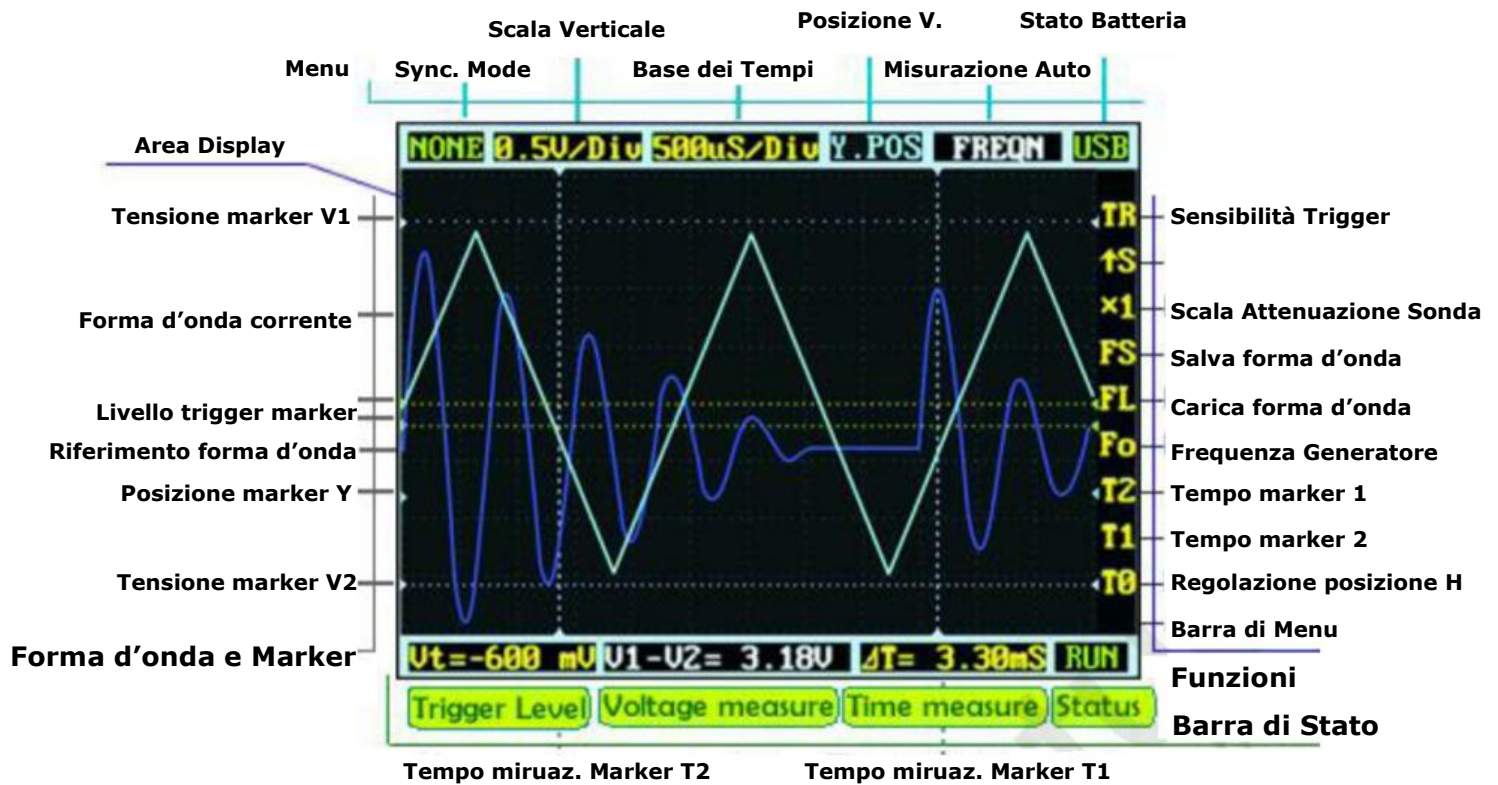 Posizione V.
Stato Batteria
Scala Verticale
Menu
Sync. Mode
Base dei Tempi
Misurazione Auto
Area Display
NONE 0.5V/Div 500uS/Div Y.POS FREQN USB
Tensione marker V1
TR
Sensibilità Trigger
↑S
Forma d’onda corrente
×1
Scala Attenuazione Sonda
FS
Salva forma d’onda
Livello trigger marker
FL
Carica forma d’onda
Riferimento forma d’onda
Fo
Frequenza Generatore
Posizione marker Y
T2
Tempo marker 1
T1
Tempo marker 2
Tensione marker V2
T0
Regolazione posizione H
Barra di Menu
Forma d’onda e Marker
Vt=-600 mV V1-V2= 3.18V ⊿T= 3.30mS RUN
Funzioni
Trigger Level Voltage measure Time measure Status
Barra di Stato
Tempo miruaz. Marker T2
Tempo miruaz. Marker T1